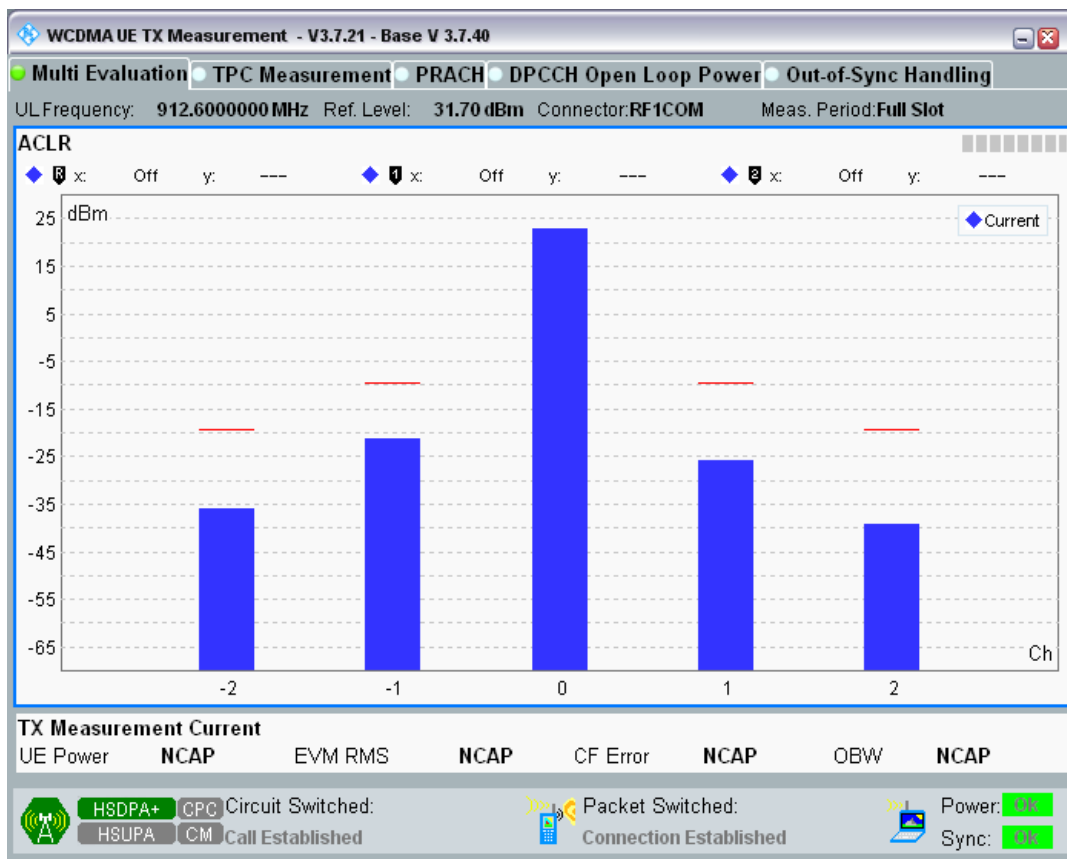 WCDMA UE TX Measurement - V3.7.21 - Base V 3.7.40
Multi Evaluation TPC Measurement PRACH DPCCH Open Loop Power Out-of-Sync Handling
UL Frequency: 912.6000000 MHz Ref. Level: 31.70 dBm Connector:RF1COM Meas. Period:Full Slot
ACLR
R x: Off y: --- 1 x: Off y: --- 2 x: Off y: ---
dBm
Current
25
15
5
-5
-15
-25
-35
-45
-55
-65
Ch
-2 -1 0 1 2
TX Measurement Current
UE Power NCAP EVM RMS NCAP CF Error NCAP OBW NCAP
HSDPA+ CPC Circuit Switched: Packet Switched: Power: Ok
HSUPA CM Call Established Connection Established Sync: Ok